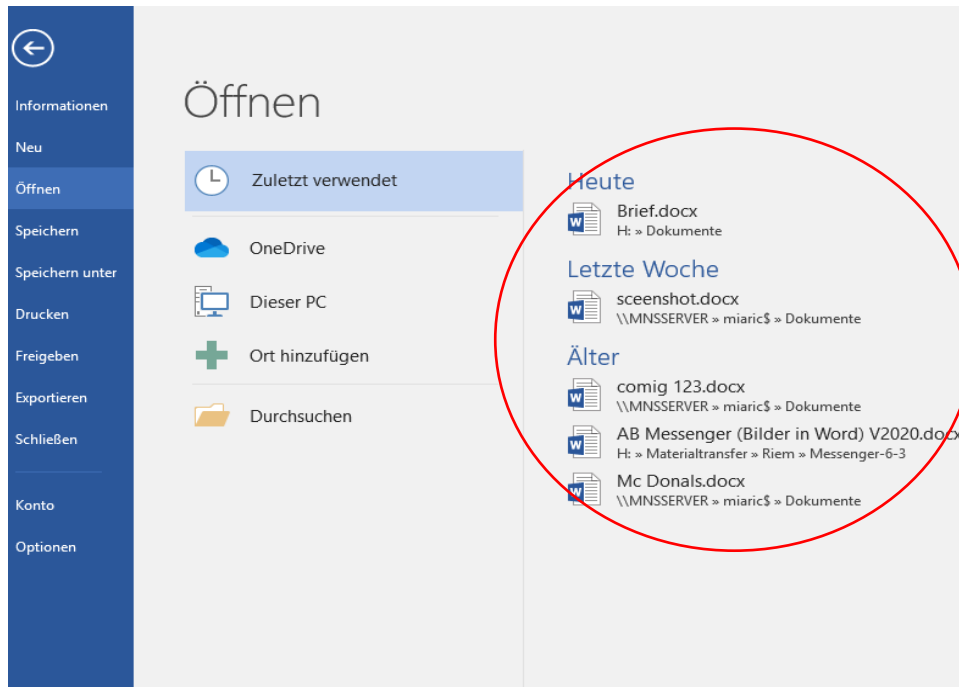 Informationen
Neu
Öffnen
Speichern
Speichern unter
Drucken
Freigeben
Exportieren
Schließen
Konto
Optionen
Öffnen
Zuletzt verwendet
OneDrive
Dieser PC
Ort hinzufügen
Durchsuchen
Heute
Brief.docx
H: » Dokumente
Letzte Woche
sceenshot.docx
\\MNSSERVER » miaric$ » Dokumente
Älter
comig 123.docx
\\MNSSERVER » miaric$ » Dokumente
AB Messenger (Bilder in Word) V2020.docx
H: » Materialtransfer » Riem » Messenger-6-3
Mc Donals.docx
\\MNSSERVER » miaric$ » Dokumente